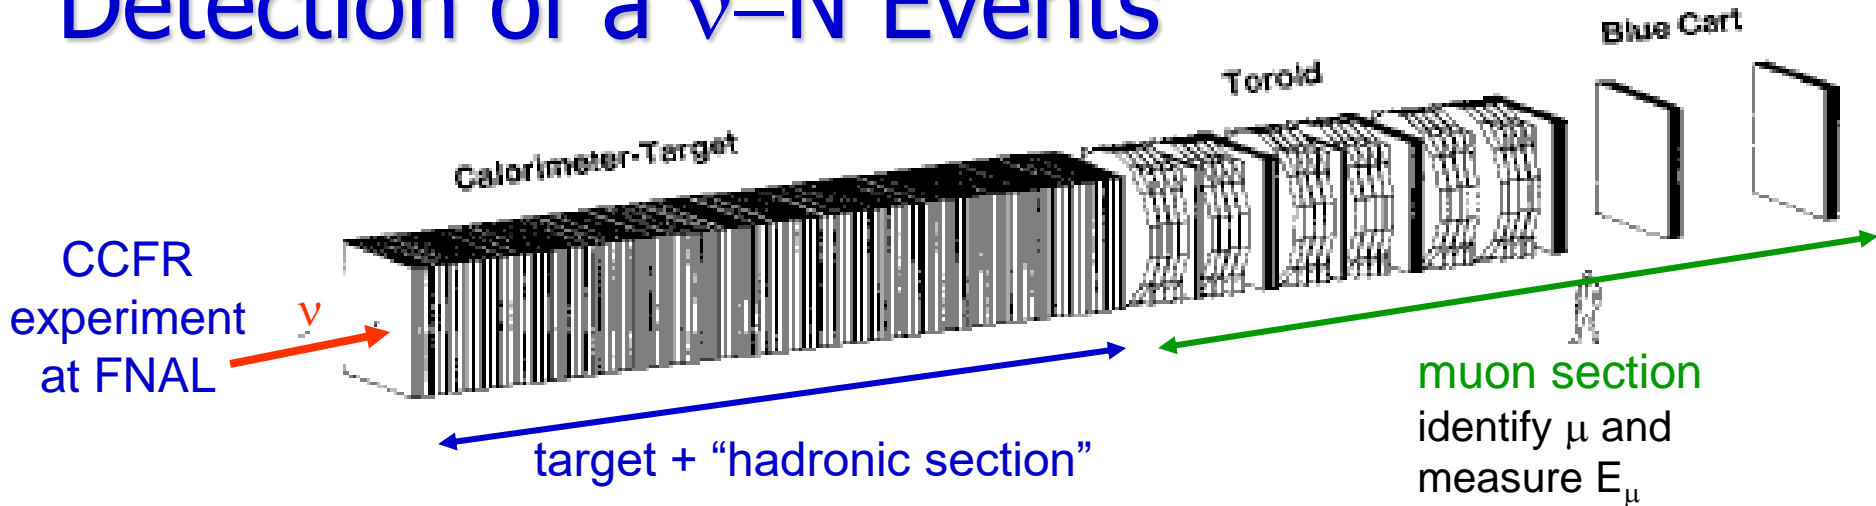 Detection of a ν–N Events
Blue Cart
Toroid
Calorimeter-Target
CCFR
experiment
at FNAL
ν
target + “hadronic section”
muon section
identify μ and
measure Eμ